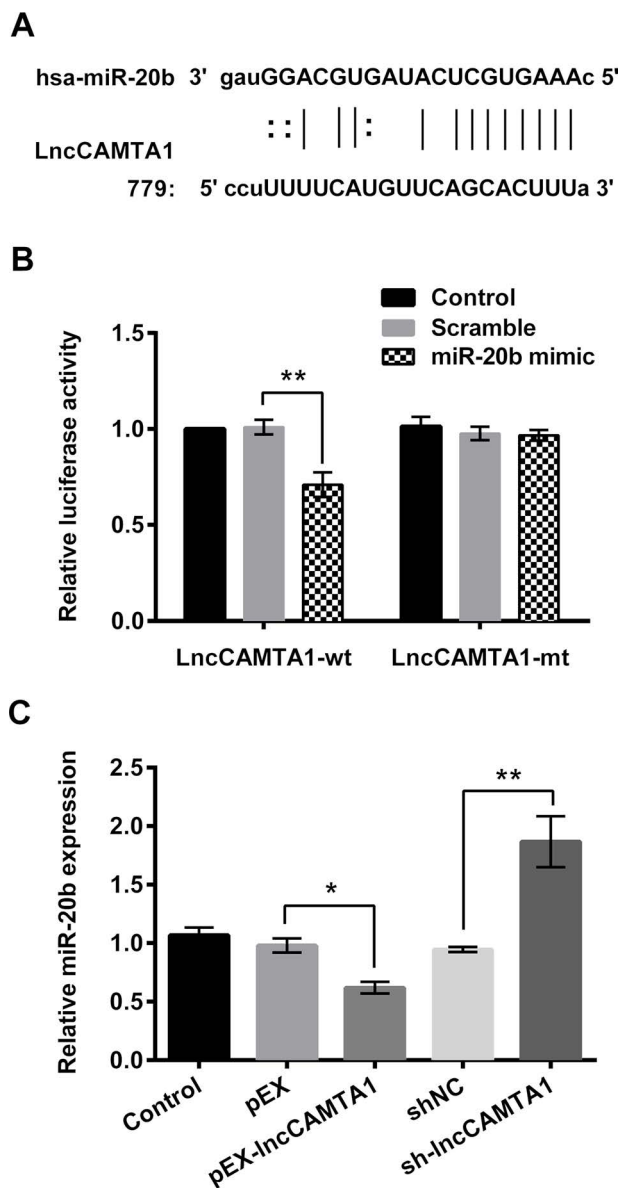 A
hsa-miR-20b 3' gauGGACGUGAUACUCGUGAAAc 5'
:: | || : | ||||||||
LncCAMTA1
779: 5' ccuUUUUCAUGUUCAGCACUUUa 3'
B
Control
Scramble
miR-20b mimic
Relative luciferase activity
1.5
1.0
0.5
0.0
**
LncCAMTA1-wt
LncCAMTA1-mt
C
Relative miR-20b expression
2.5
2.0
1.5
1.0
0.5
0.0
*
**
Control
pEX
pEX-lncCAMTA1
shNC
sh-lncCAMTA1